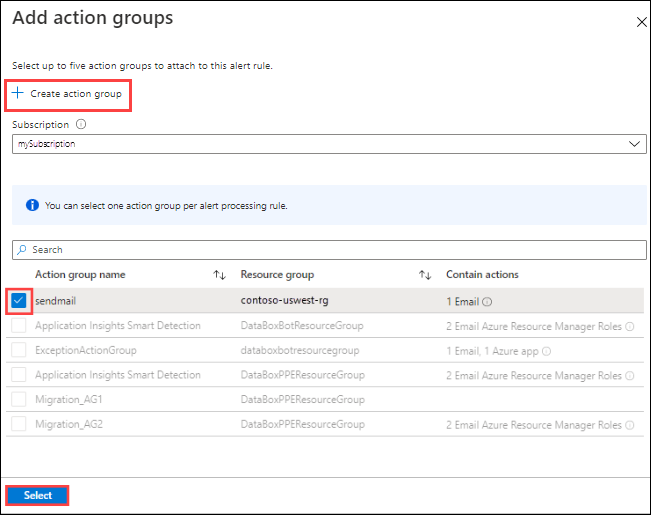 Add action groups
Select up to five action groups to attach to this alert rule.
Create action group
Subscription
mySubscription
You can select one action group per alert processing rule.
Search
Action group name Resource group Contain actions
sendmail contoso-uswest-rg 1 Email
Application Insights Smart Detection DataBoxBotResourceGroup 2 Email Azure Resource Manager Roles
ExceptionActionGroup databoxbotresourcegroup 1 Email, 1 Azure app
Application Insights Smart Detection DataBoxPPEResourceGroup 2 Email Azure Resource Manager Roles
Migration_AG1 DataBoxPPEResourceGroup
Migration_AG2 DataBoxPPEResourceGroup 2 Email Azure Resource Manager Roles
Select